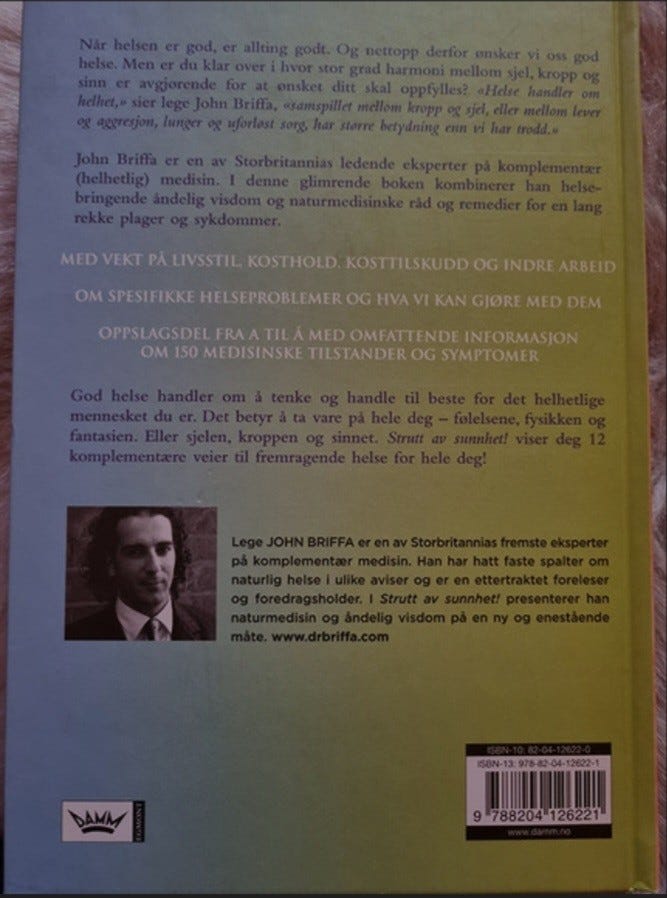 Når helsen er god, er allting godt. Og nettopp derfor ønsker vi oss god
helse. Men er du klar over i hvor stor grad harmoni mellom sjel, kropp og
sinn er avgjørende for at ønsket ditt skal oppfylles? «Helse handler om
helhet,» sier lege John Briffa, «samspillet mellom kropp og sjel, eller mellom lever
og aggresjon, lunger og uforløst sorg, har større betydning enn vi har trodd.»
John Briffa er en av Storbritannias ledende eksperter på komplementær
(helhetlig) medisin. I denne glimrende boken kombinerer han helse-
bringende åndelig visdom og naturmedisinske råd og remedier for en lang
rekke plager og sykdommer.
MED VEKT PÅ LIVSSTIL, KOSTHOLD, KOSTTILSKUDD OG INDRE ARBEID
OM SPESIFIKKE HELSEPROBLEMER OG HVA VI KAN GJØRE MED DEM
OPPSLAGSDEL FRA A TIL Å MED OMFATTENDE INFORMASJON
OM 150 MEDISINSKE TILSTANDER OG SYMPTOMER
God helse handler om å tenke og handle til beste for det helhetlige
mennesket du er. Det betyr å ta vare på hele deg – følelsene, fysikken og
fantasien. Eller sjelen, kroppen og sinnet. Strutt av sunnhet! viser deg 12
komplementære veier til fremragende helse for hele deg!
Lege JOHN BRIFFA er en av Storbritannias fremste eksperter
på komplementær medisin. Han har hatt faste spalter om
naturlig helse i ulike aviser og er en ettertraktet foreleser
og foredragsholder. I Strutt av sunnhet! presenterer han
naturmedisin og åndelig visdom på en ny og enestående
måte. www.drbriffa.com
ISBN-10: 82-04-12622-0
ISBN-13: 978-82-04-12622-1
9 788204 126221
www.damm.no
DAMM
EGMONT